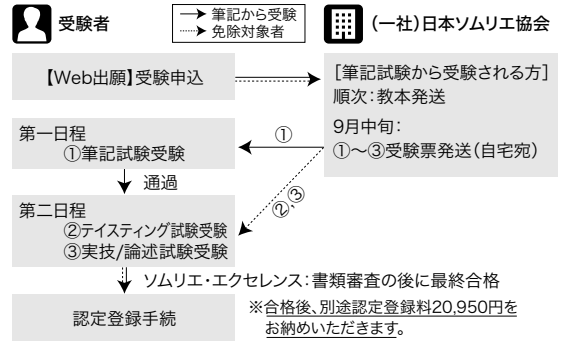 受験者
筆記から受験
免除対象者
(一社)日本ソムリエ協会
【Web出願】受験申込
［筆記試験から受験される方］
順次：教本発送
9月中旬：
①～③受験票発送（自宅宛）
第一日程
①筆記試験受験
①
通過
②,③
第二日程
②テイスティング試験受験
③実技/論述試験受験
ソムリエ・エクセレンス：書類審査の後に最終合格
認定登録手続
※合格後、別途認定登録料20,950円を
お納めいただきます。